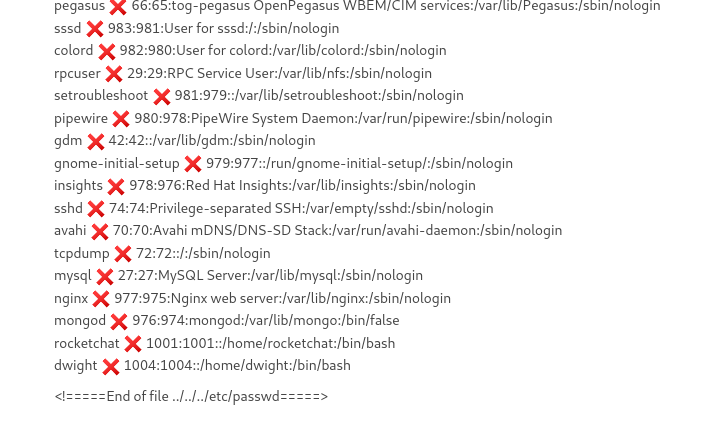 pegasus ❌ 66:65:tog-pegasus OpenPegasus WBEM/CIM services:/var/lib/Pegasus:/sbin/nologin
sssd ❌ 983:981:User for sssd:/:/sbin/nologin
colord ❌ 982:980:User for colord:/var/lib/colord:/sbin/nologin
rpcuser ❌ 29:29:RPC Service User:/var/lib/nfs:/sbin/nologin
setroubleshoot ❌ 981:979::/var/lib/setroubleshoot:/sbin/nologin
pipewire ❌ 980:978:PipeWire System Daemon:/var/run/pipewire:/sbin/nologin
gdm ❌ 42:42::/var/lib/gdm:/sbin/nologin
gnome-initial-setup ❌ 979:977::/run/gnome-initial-setup/:/sbin/nologin
insights ❌ 978:976:Red Hat Insights:/var/lib/insights:/sbin/nologin
sshd ❌ 74:74:Privilege-separated SSH:/var/empty/sshd:/sbin/nologin
avahi ❌ 70:70:Avahi mDNS/DNS-SD Stack:/var/run/avahi-daemon:/sbin/nologin
tcpdump ❌ 72:72::/:/sbin/nologin
mysql ❌ 27:27:MySQL Server:/var/lib/mysql:/sbin/nologin
nginx ❌ 977:975:Nginx web server:/var/lib/nginx:/sbin/nologin
mongod ❌ 976:974:mongod:/var/lib/mongo:/bin/false
rocketchat ❌ 1001:1001::/home/rocketchat:/bin/bash
dwight ❌ 1004:1004::/home/dwight:/bin/bash
<!=====End of file ../../../etc/passwd=====>